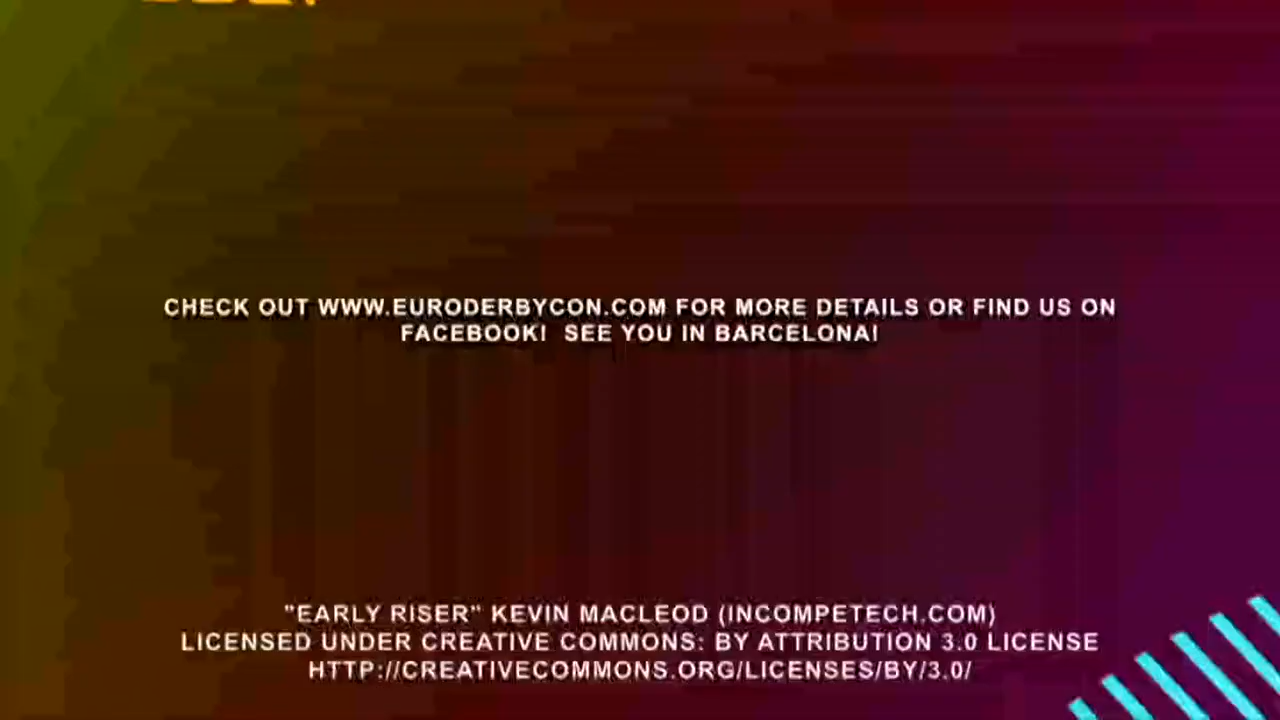 CHECK OUT WWW.EURODERBYCON.COM FOR MORE DETAILS OR FIND US ON
FACEBOOK!  SEE YOU IN BARCELONA!
"EARLY RISER" KEVIN MACLEOD (INCOMPETECH.COM)
LICENSED UNDER CREATIVE COMMONS: BY ATTRIBUTION 3.0 LICENSE
HTTP://CREATIVECOMMONS.ORG/LICENSES/BY/3.0/